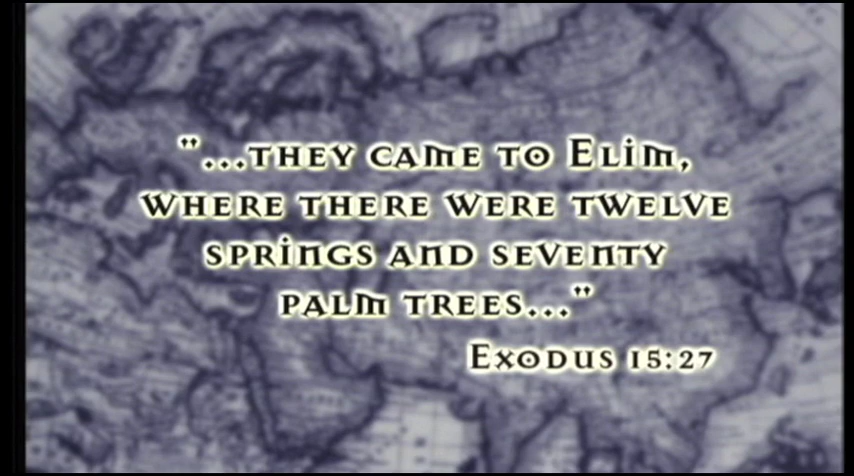 "...they came to Elim,
where there were twelve
springs and seventy
palm trees..."
Exodus 15:27